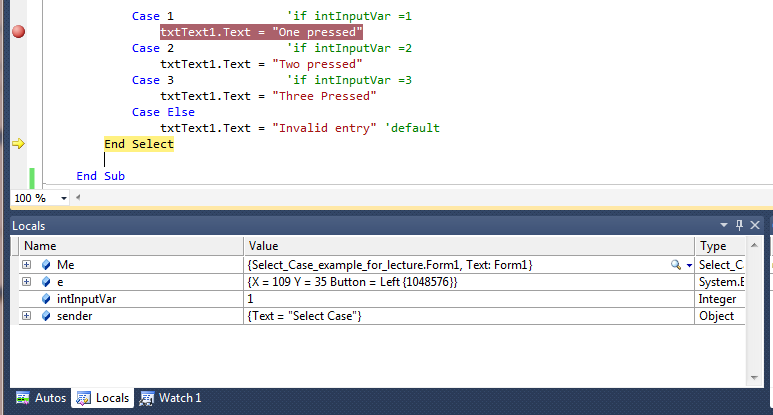 Case 1 'if intInputVar =1
txtText1.Text = "One pressed"
Case 2 'if intInputVar =2
txtText1.Text = "Two pressed"
Case 3 'if intInputVar =3
txtText1.Text = "Three Pressed"
Case Else
txtText1.Text = "Invalid entry" 'default
End Select
End Sub
100 %
Locals
Name Value Type
Me {Select_Case_example_for_lecture.Form1, Text: Form1} Select_C
e {X = 109 Y = 35 Button = Left {1048576}} System.E
intInputVar 1 Integer
sender {Text = "Select Case"} Object
Autos Locals Watch 1